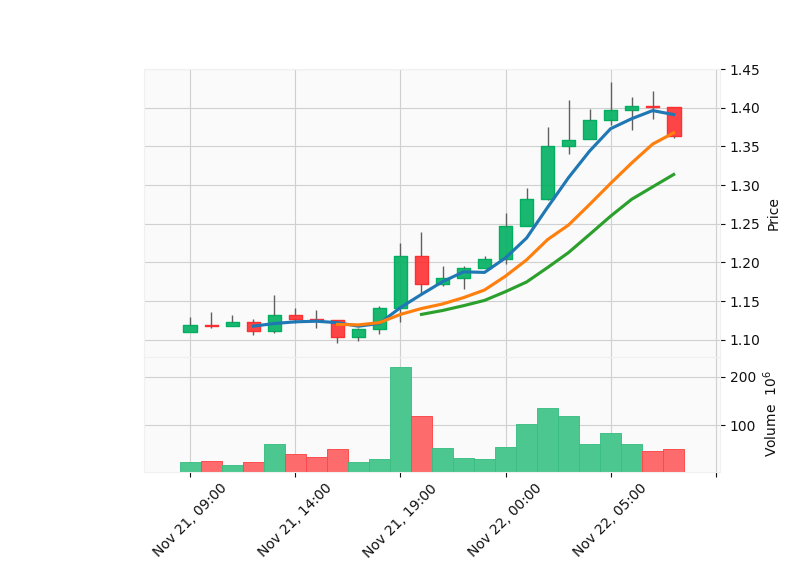 1.45
1.40
1.35
1.30
1.25
1.20
1.15
1.10
Price
200
100
Volume 10⁶
Nov 21, 09:00
Nov 21, 14:00
Nov 21, 19:00
Nov 22, 00:00
Nov 22, 05:00